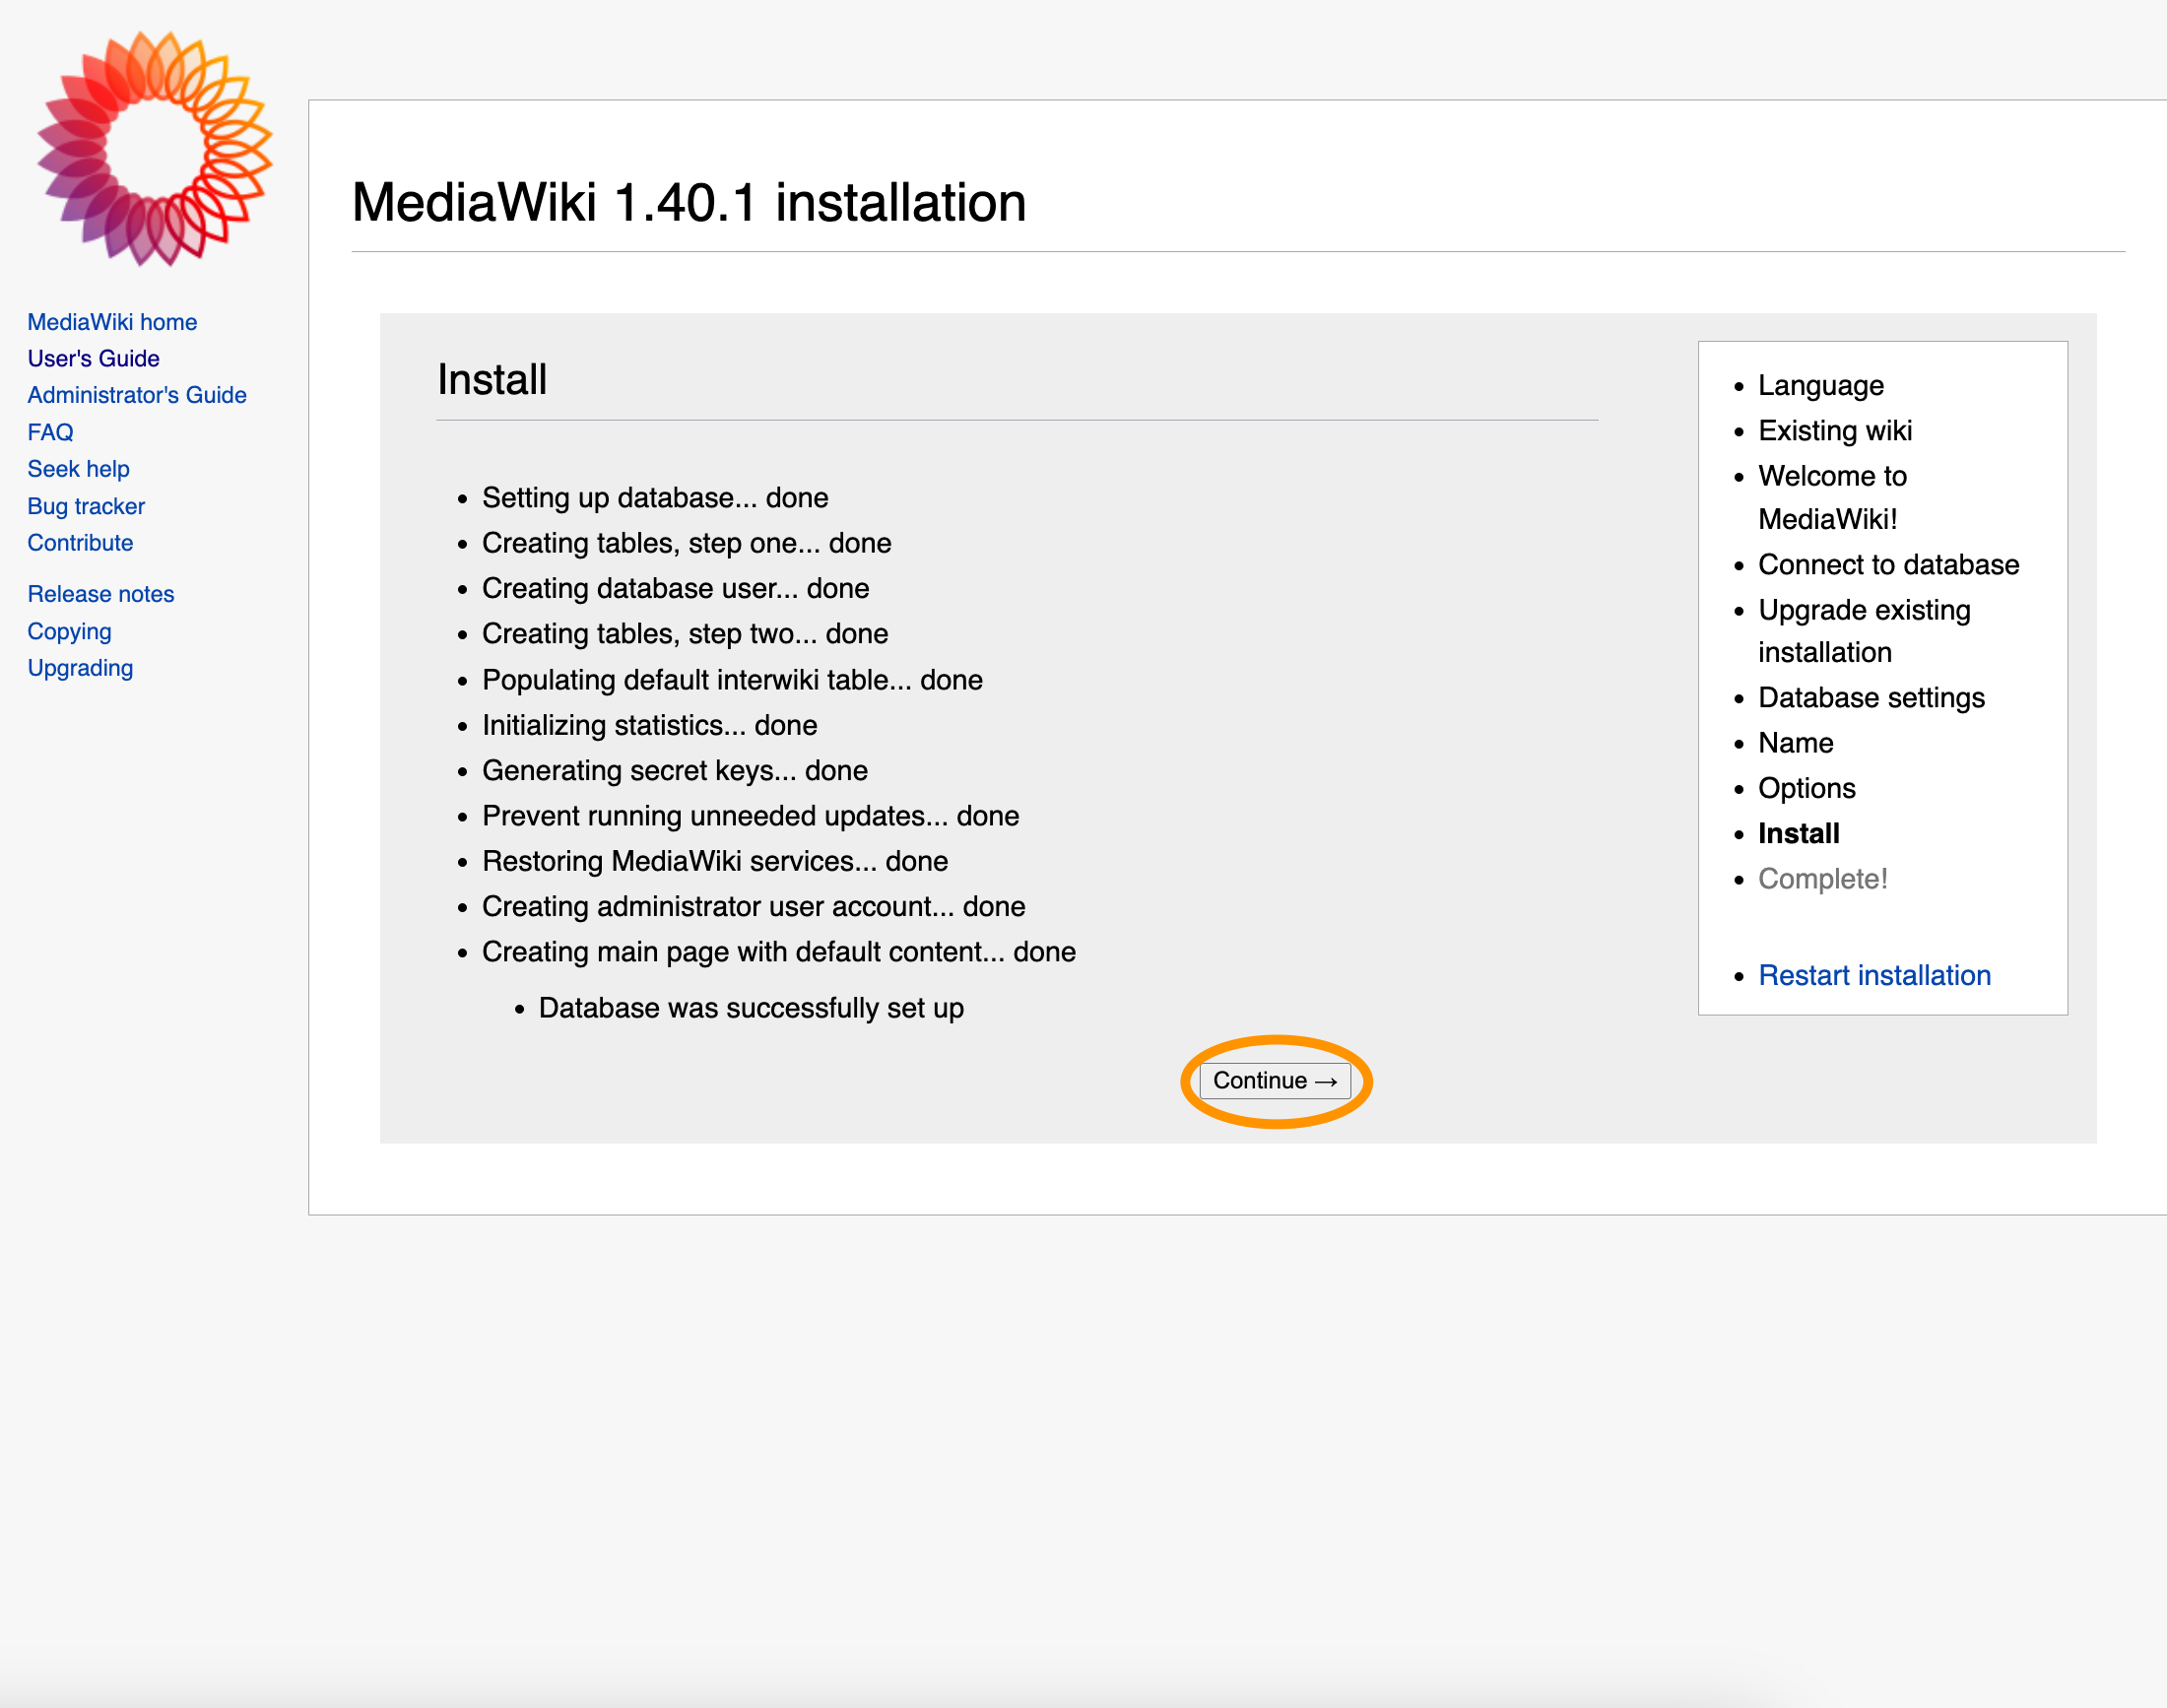 MediaWiki home
User's Guide
Administrator's Guide
FAQ
Seek help
Bug tracker
Contribute
Release notes
Copying
Upgrading
MediaWiki 1.40.1 installation
Install
Setting up database... done
Creating tables, step one... done
Creating database user... done
Creating tables, step two... done
Populating default interwiki table... done
Initializing statistics... done
Generating secret keys... done
Prevent running unneeded updates... done
Restoring MediaWiki services... done
Creating administrator user account... done
Creating main page with default content... done
Database was successfully set up
Continue →
Language
Existing wiki
Welcome to
MediaWiki!
Connect to database
Upgrade existing
installation
Database settings
Name
Options
Install
Complete!
Restart installation